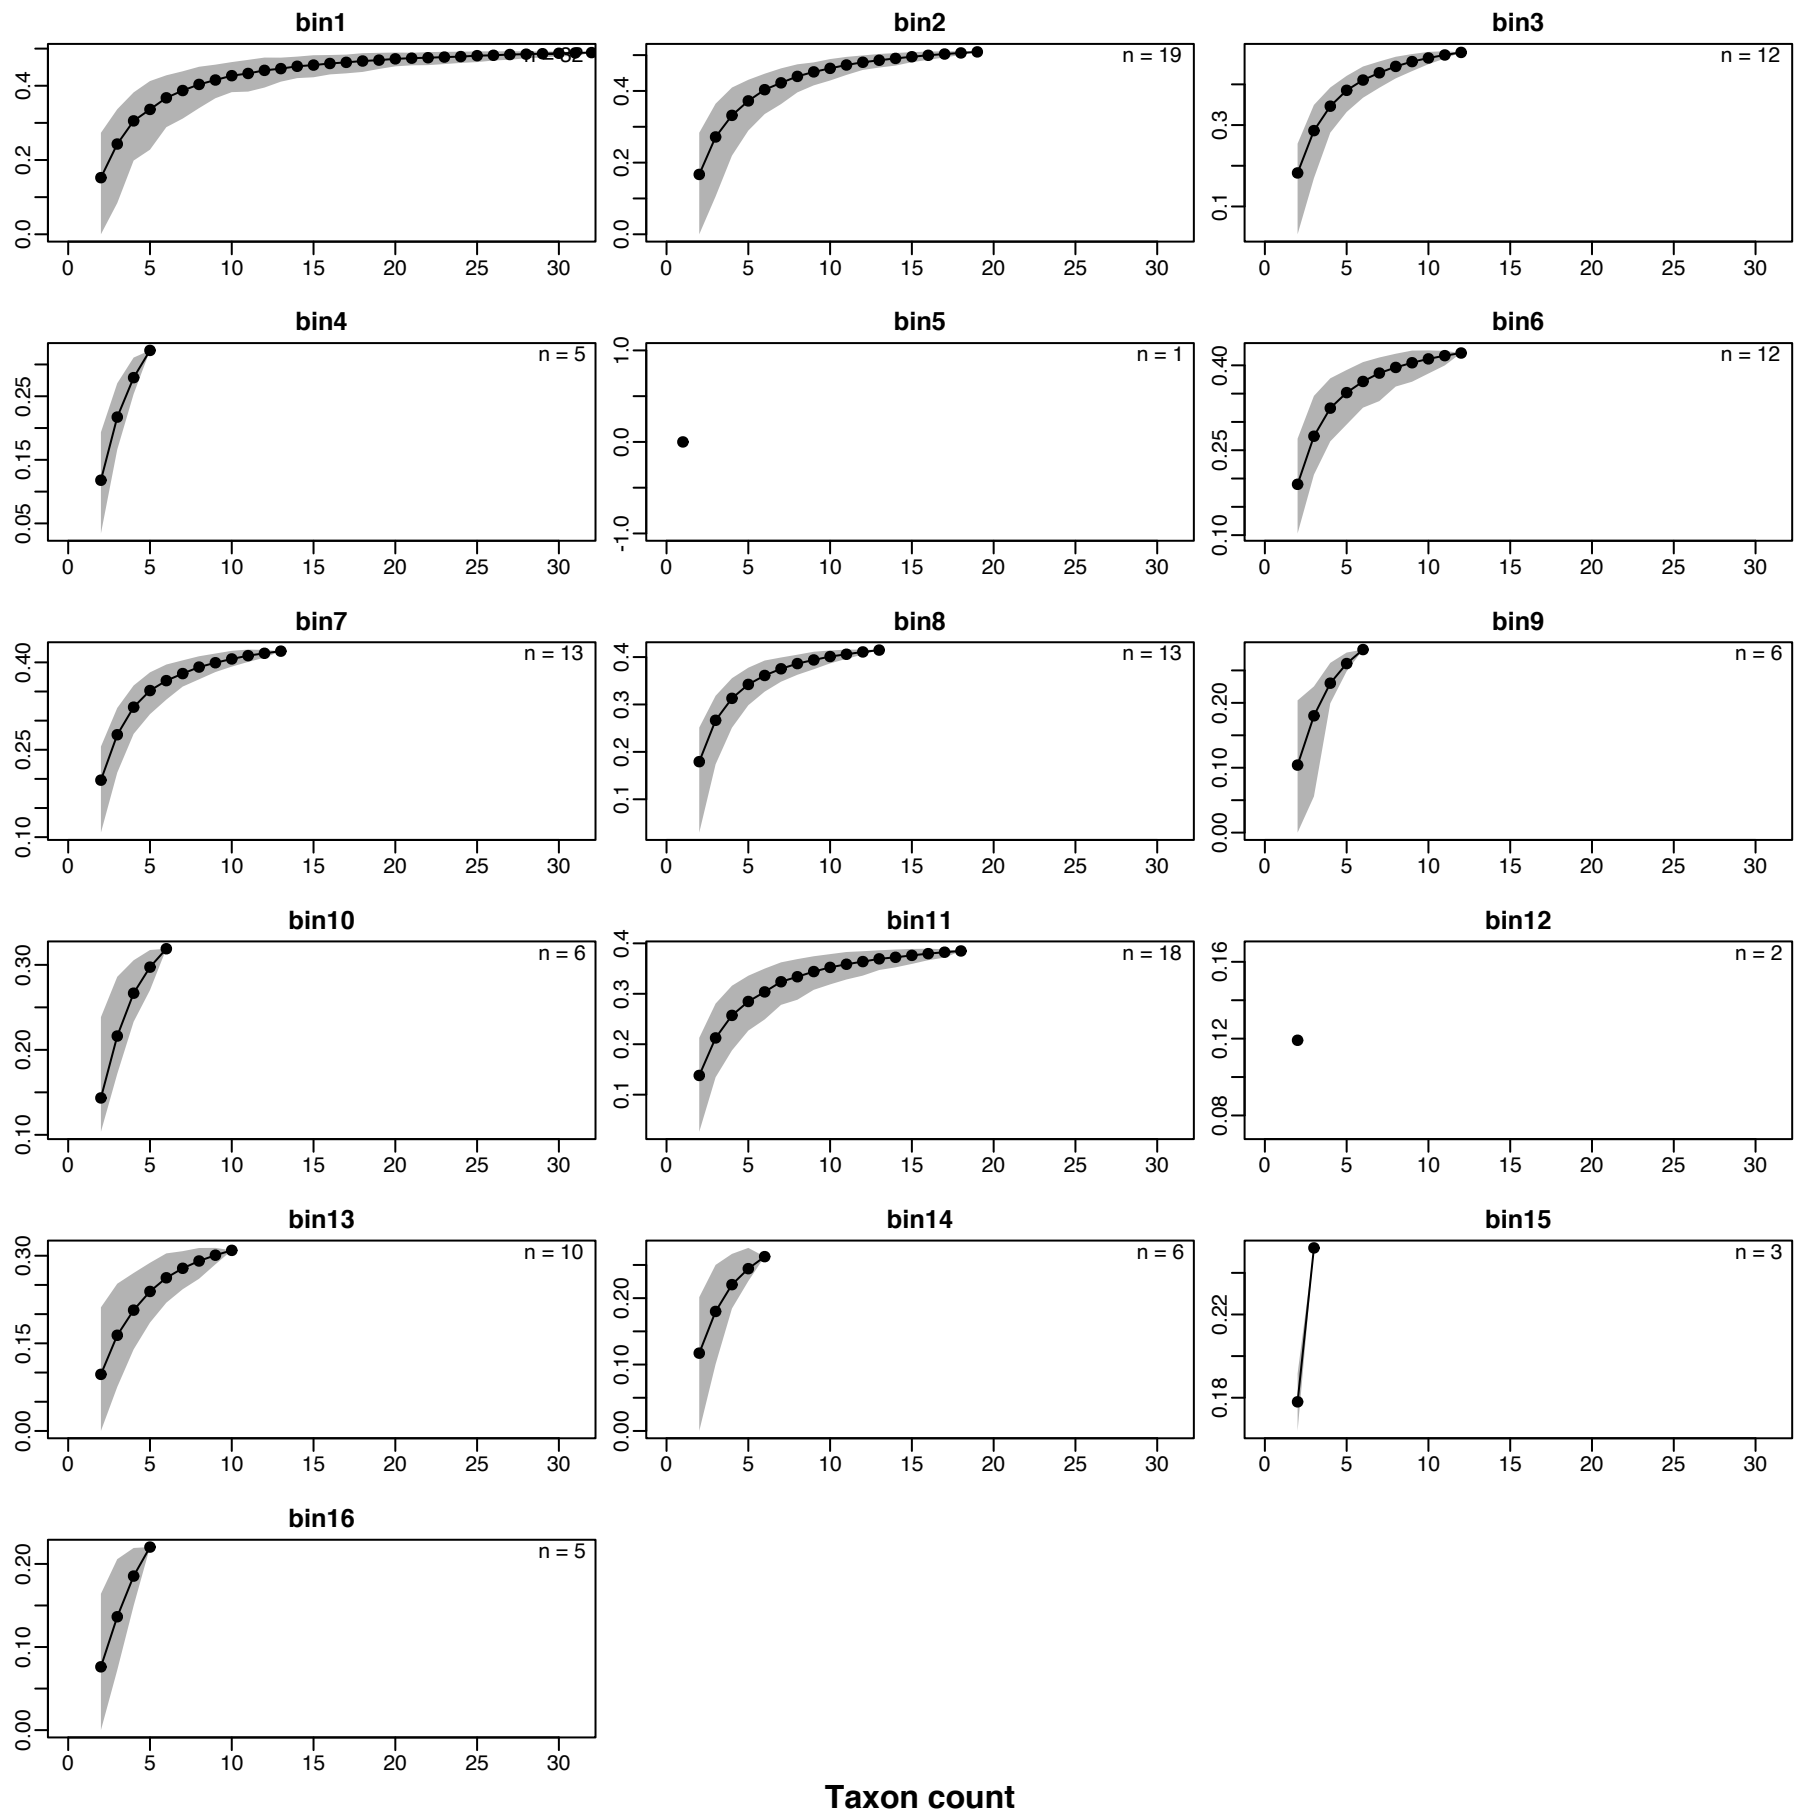 bin1 bin2 bin3
n = 32 n = 19 n = 12
0.0 0.2 0.4 0.0 0.2 0.4 0.1 0.3
0 5 10 15 20 25 30 0 5 10 15 20 25 30 0 5 10 15 20 25 30
bin4 bin5 bin6
n = 5 n = 1 n = 12
0.05 0.15 0.25 -1.0 0.0 1.0 0.10 0.25 0.40
0 5 10 15 20 25 30 0 5 10 15 20 25 30 0 5 10 15 20 25 30
bin7 bin8 bin9
n = 13 n = 13 n = 6
0.10 0.25 0.40 0.1 0.2 0.3 0.4 0.00 0.10 0.20
0 5 10 15 20 25 30 0 5 10 15 20 25 30 0 5 10 15 20 25 30
bin10 bin11 bin12
n = 6 n = 18 n = 2
0.10 0.20 0.30 0.1 0.2 0.3 0.4 0.08 0.12 0.16
0 5 10 15 20 25 30 0 5 10 15 20 25 30 0 5 10 15 20 25 30
bin13 bin14 bin15
n = 10 n = 6 n = 3
0.00 0.15 0.30 0.00 0.10 0.20 0.18 0.22
0 5 10 15 20 25 30 0 5 10 15 20 25 30 0 5 10 15 20 25 30
bin16
n = 5
0.00 0.10 0.20
0 5 10 15 20 25 30
Taxon count